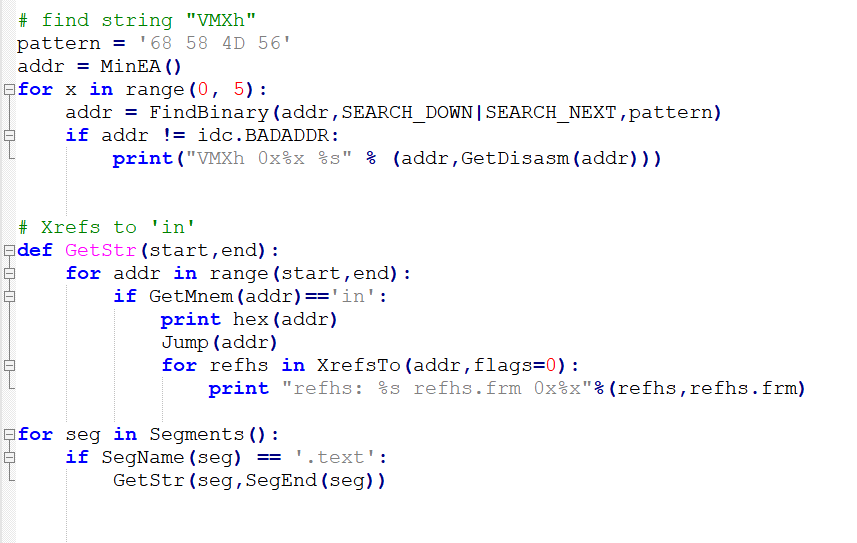 # find string "VMXh"
pattern = '68 58 4D 56'
addr = MinEA()
for x in range(0, 5):
    addr = FindBinary(addr,SEARCH_DOWN|SEARCH_NEXT,pattern)
    if addr != idc.BADADDR:
        print("VMXh 0x%x %s" % (addr,GetDisasm(addr)))
# Xrefs to 'in'
def GetStr(start,end):
    for addr in range(start,end):
        if GetMnem(addr)=='in':
            print hex(addr)
            Jump(addr)
            for refhs in XrefsTo(addr,flags=0):
                print "refhs: %s refhs.frm 0x%x"%(refhs,refhs.frm)
for seg in Segments():
    if SegName(seg) == '.text':
        GetStr(seg,SegEnd(seg))